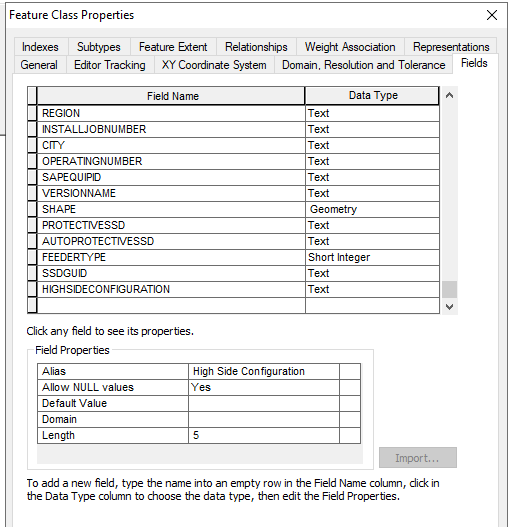 Feature Class Properties
Indexes Subtypes Feature Extent Relationships Weight Association Representations
General Editor Tracking XY Coordinate System Domain, Resolution and Tolerance Fields
Field Name Data Type
REGION Text
INSTALLJOBNUMBER Text
CITY Text
OPERATINGNUMBER Text
SAPEQUIPID Text
VERSIONNAME Text
SHAPE Geometry
PROTECTIVESSD Text
AUTOPROTECTIVESSD Text
FEEDERTYPE Short Integer
SSDGUID Text
HIGHSIDECONFIGURATION Text
Click any field to see its properties.
Field Properties
Alias High Side Configuration
Allow NULL values Yes
Default Value
Domain
Length 5
Import...
To add a new field, type the name into an empty row in the Field Name column, click in
the Data Type column to choose the data type, then edit the Field Properties.